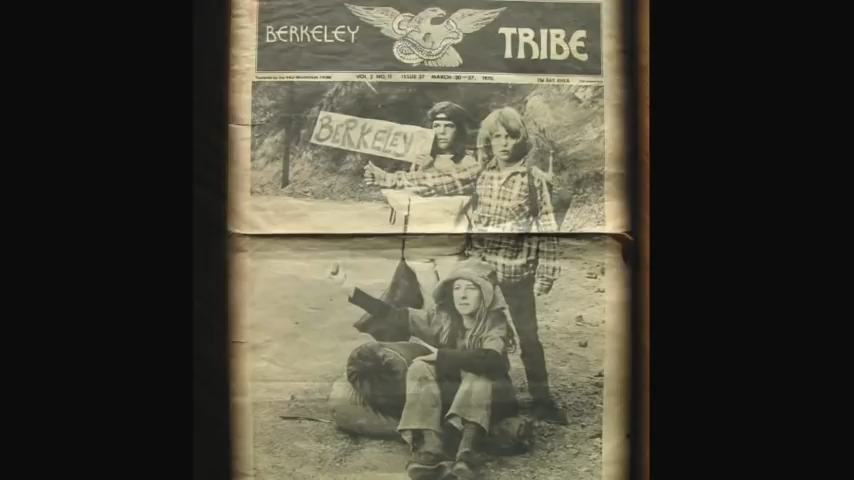 BERKELEY TRIBE
VOL 2 NO. 11 ISSUE 37 MARCH 20—27, 1970
BERKELEY